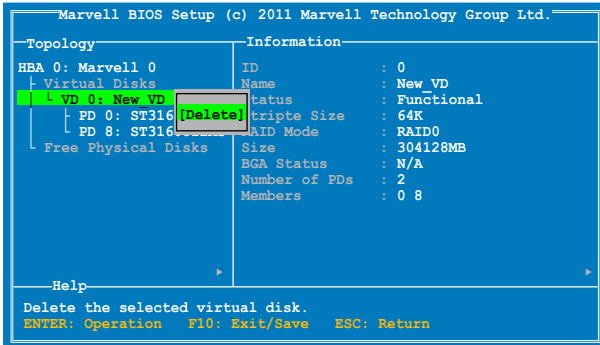 Marvell BIOS Setup (c) 2011 Marvell Technology Group Ltd.
Topology
HBA 0: Marvell 0
Virtual Disks
VD 0: New_VD
[Delete]
PD 0: ST316
PD 8:
Free Physical Disks
Information
ID : 0
Name : New_VD
tatus : Functional
tripte Size : 64K
RAID Mode : RAID0
Size : 304128MB
BGA Status : N/A
Number of PDs : 2
Members : 0 8
Help
Delete the selected virtual disk.
ENTER: Operation F10: Exit/Save ESC: Return